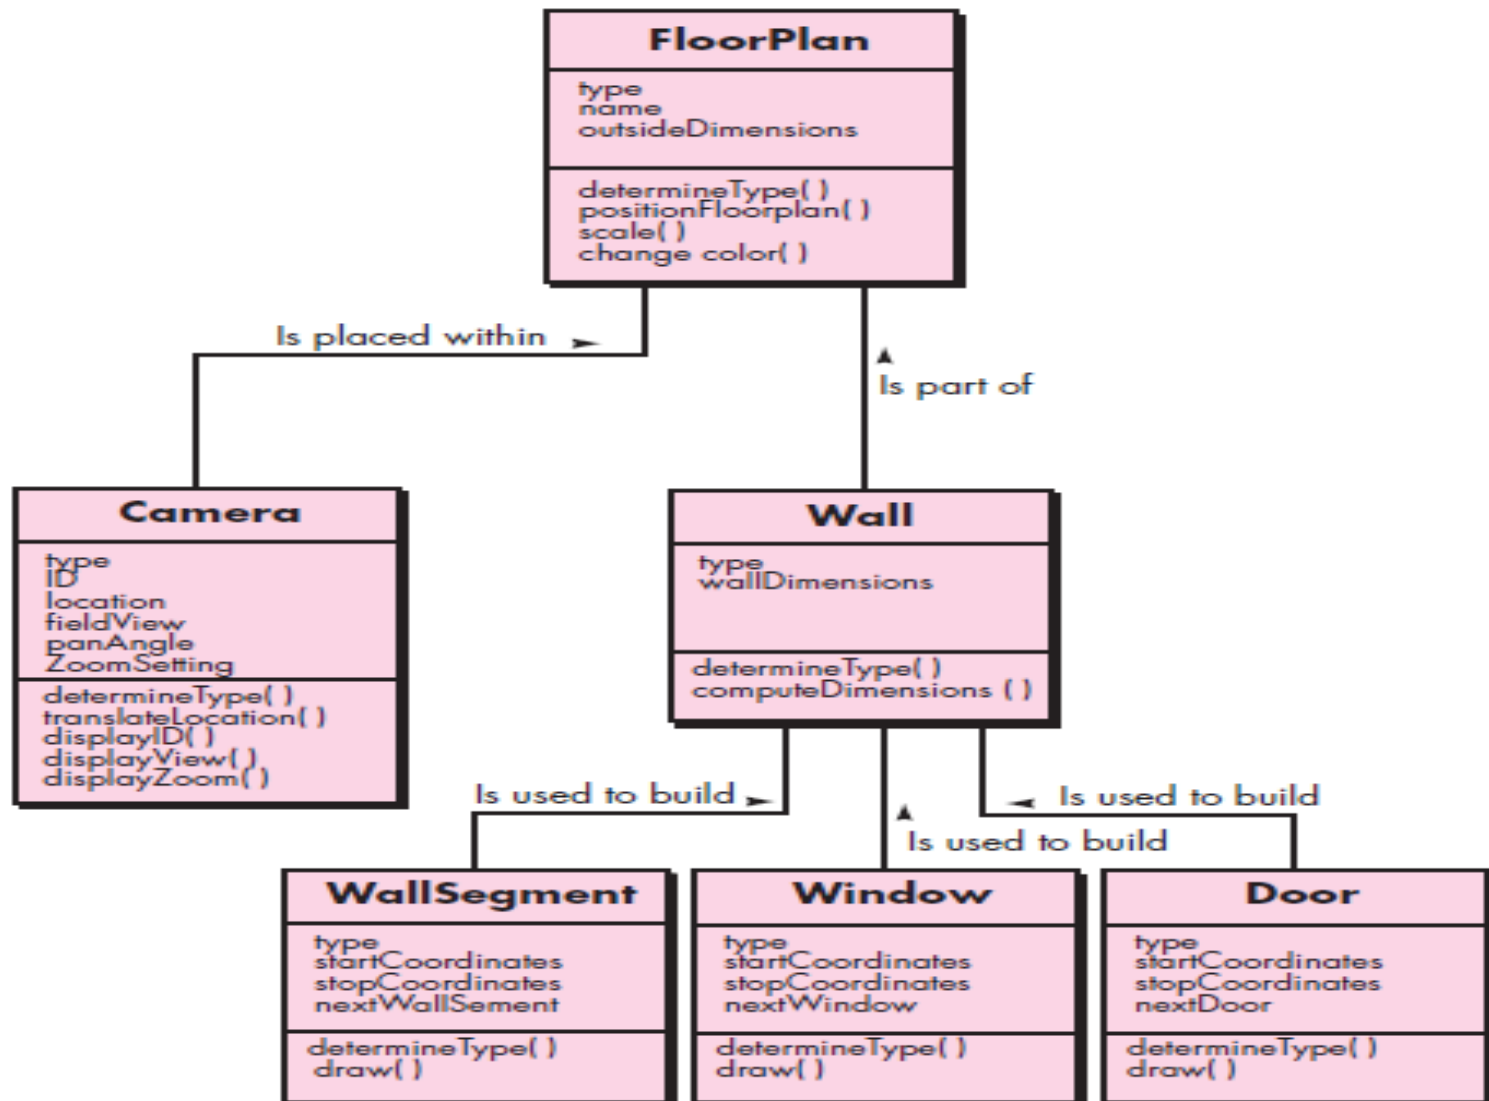 FloorPlan
type
name
outsideDimensions
determineType( )
positionFloorplan( )
scale( )
change color( )
Is placed within
Is part of
Camera
type
ID
location
fieldView
panAngle
ZoomSetting
determineType( )
translateLocation( )
displayID( )
displayView( )
displayZoom( )
Wall
type
wallDimensions
determineType( )
computeDimensions ( )
Is used to build
Is used to build
Is used to build
WallSegment
type
startCoordinates
stopCoordinates
nextWallSement
determineType( )
draw( )
Window
type
startCoordinates
stopCoordinates
nextWindow
determineType( )
draw( )
Door
type
startCoordinates
stopCoordinates
nextDoor
determineType( )
draw( )